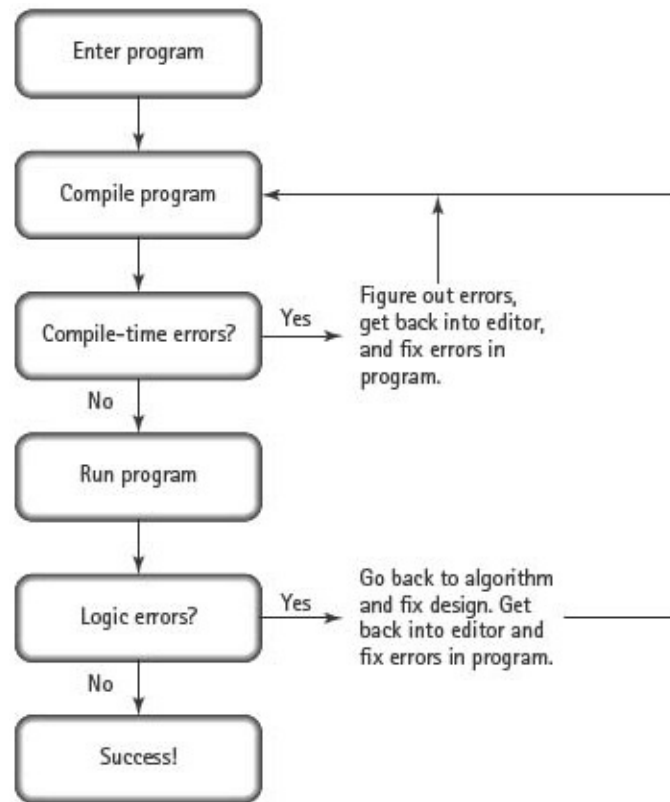 Enter program
Compile program
Compile-time errors?
Yes
Figure out errors,
get back into editor,
and fix errors in
program.
No
Run program
Logic errors?
Yes
Go back to algorithm
and fix design. Get
back into editor and
fix errors in program.
No
Success!